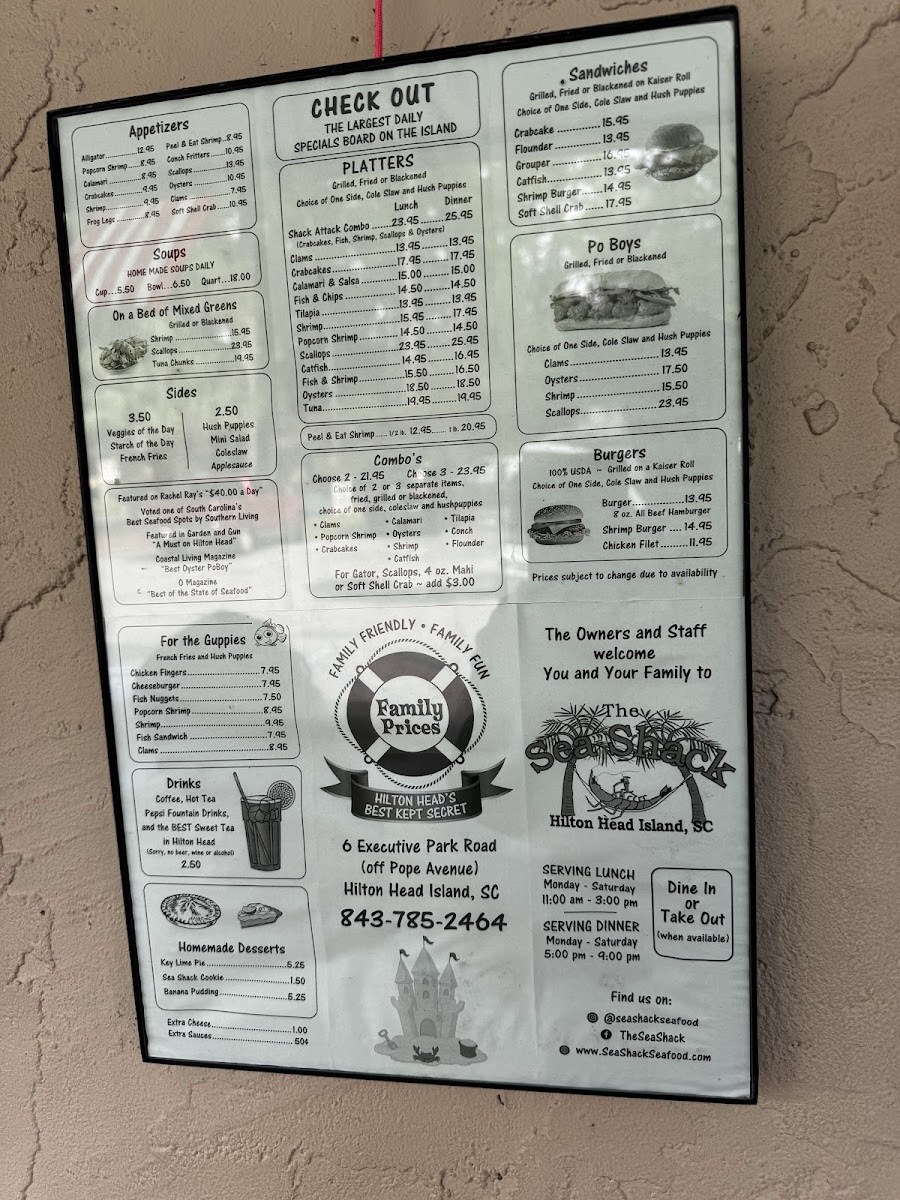 Appetizers
Alligator..........12.95
Popcorn Shrimp.....8.95
Calamari ..........8.95
Crabcakes..........9.95
Shrimp.............9.95
Frog Legs .........8.95
Peel & Eat Shrimp..8.95
Conch Fritters.....10.95
Scallops...........13.95
Oysters ...........10.95
Clams .............7.95
Soft Shell Crab....10.95
Soups
HOME MADE SOUPS DAILY
Cup...5.50 Bowl...6.50 Quart...18.00
On a Bed of Mixed Greens
Grilled or Blackened
Shrimp ..........15.95
Scallops ........23.95
Tuna Chunks .....19.95
Sides
3.50
Veggies of the Day
Starch of the Day
French Fries
2.50
Hush Puppies
Mini Salad
Coleslaw
Applesauce
Featured on Rachel Ray's "$40.00 a Day"
Voted one of South Carolina's
Best Seafood Spots by Southern Living
Featured in Garden and Gun
"A Must on Hilton Head"
Coastal Living Magazine
"Best Oyster PoBoy"
O Magazine
"Best of the State of Seafood"
For the Guppies
French Fries and Hush Puppies
Chicken Fingers..........7.95
Cheeseburger.............7.95
Fish Nuggets.............7.50
Popcorn Shrimp...........8.95
Shrimp...................9.95
Fish Sandwich ...........7.95
Clams ...................8.95
Drinks
Coffee, Hot Tea
Pepsi Fountain Drinks,
and the BEST Sweet Tea
in Hilton Head
(Sorry, no beer, wine or alcohol)
2.50
Homemade Desserts
Key Lime Pie..........5.25
Sea Shack Cookie......1.50
Banana Pudding........5.25
Extra Cheese..........1.00
Extra Sauces..........50¢
CHECK OUT
THE LARGEST DAILY
SPECIALS BOARD ON THE ISLAND
PLATTERS
Grilled, Fried or Blackened
Choice of One Side, Cole Slaw and Hush Puppies
Lunch Dinner
Shack Attack Combo .....23.95........25.95
(Crabcakes, Fish, Shrimp, Scallops & Oysters)
Clams .....13.95........13.95
Crabcakes.....17.95.......17.95
Calamari & Salsa .....15.00........15.00
Fish & Chips .....14.50........14.50
Tilapia .....13.95........13.95
Shrimp.....15.95........17.95
Popcorn Shrimp .....14.50........14.50
Scallops .....23.95........25.95
Catfish.....14.95........16.95
Fish & Shrimp .....15.50........16.50
Oysters .....18.50........18.50
Tuna.....19.95........19.95
Peel & Eat Shrimp..... 1/2 lb. 12.95....... 1 lb. 20.95
Combo's
Choose 2 - 21.95 Choose 3 - 23.95
Choice of 2 or 3 separate items,
fried, grilled or blackened,
choice of one side, coleslaw and hushpuppies
• Clams
• Popcorn Shrimp
• Crabcakes
• Calamari
• Oysters
• Shrimp
• Catfish
• Tilapia
• Conch
• Flounder
For Gator, Scallops, 4 oz. Mahi
or Soft Shell Crab ~ add $3.00
FAMILY FRIENDLY • FAMILY FUN
Family
Prices
HILTON HEAD'S
BEST KEPT SECRET
6 Executive Park Road
(off Pope Avenue)
Hilton Head Island, SC
843-785-2464
Sandwiches
Grilled, Fried or Blackened on Kaiser Roll
Choice of One Side, Cole Slaw and Hush Puppies
Crabcake ............15.95
Flounder ............13.95
Grouper .............16.95
Catfish.............13.95
Shrimp Burger......14.95
Soft Shell Crab .....17.95
Po Boys
Grilled, Fried or Blackened
Choice of One Side, Cole Slaw and Hush Puppies
Clams.................13.95
Oysters...............17.50
Shrimp ...............15.50
Scallops..............23.95
Burgers
100% USDA ~ Grilled on a Kaiser Roll
Choice of One Side, Cole Slaw and Hush Puppies
Burger...............13.95
8 oz. All Beef Hamburger
Shrimp Burger ....14.95
Chicken Filet........11.95
Prices subject to change due to availability
The Owners and Staff
welcome
You and Your Family to
The
Sea Shack
Hilton Head Island, SC
SERVING LUNCH
Monday - Saturday
11:00 am - 3:00 pm
SERVING DINNER
Monday - Saturday
5:00 pm - 9:00 pm
Dine In
or
Take Out
(when available)
Find us on:
@seashackseafood
TheSeaShack
www.SeaShackSeafood.com